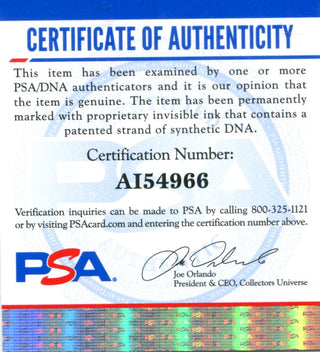 CERTIFICATE OF AUTHENTICITY
This item has been examined by one or more
PSA/DNA authenticators and it is our opinion that
the item is genuine. The item has been permanently
marked with proprietary invisible ink that contains a
patented strand of synthetic DNA.
Certification Number:
AI54966
Verification inquiries can be made to PSA by calling 800-325-1121
or by visiting PSAcard.com and entering the certification number above.
PSA.
Joe Orlando
Joe Orlando
President & CEO, Collectors Universe